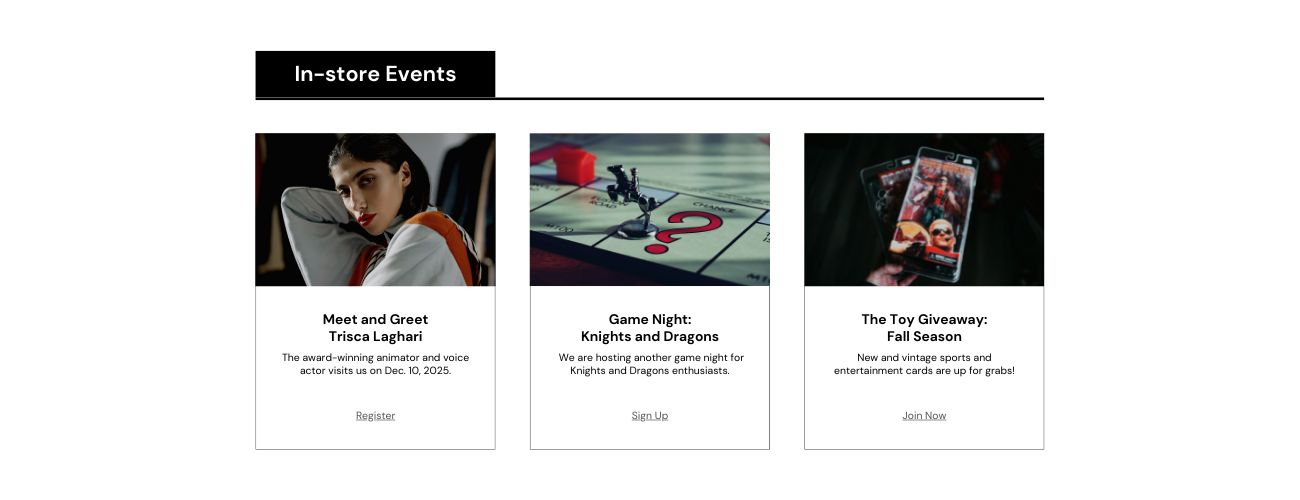 In-store Events
CHANCE
ROAD
Meet and Greet
Trisca Laghari
The award-winning animator and voice
actor visits us on Dec. 10, 2025.
Register
Game Night:
Knights and Dragons
We are hosting another game night for
Knights and Dragons enthusiasts.
Sign Up
The Toy Giveaway:
Fall Season
New and vintage sports and
entertainment cards are up for grabs!
Join Now